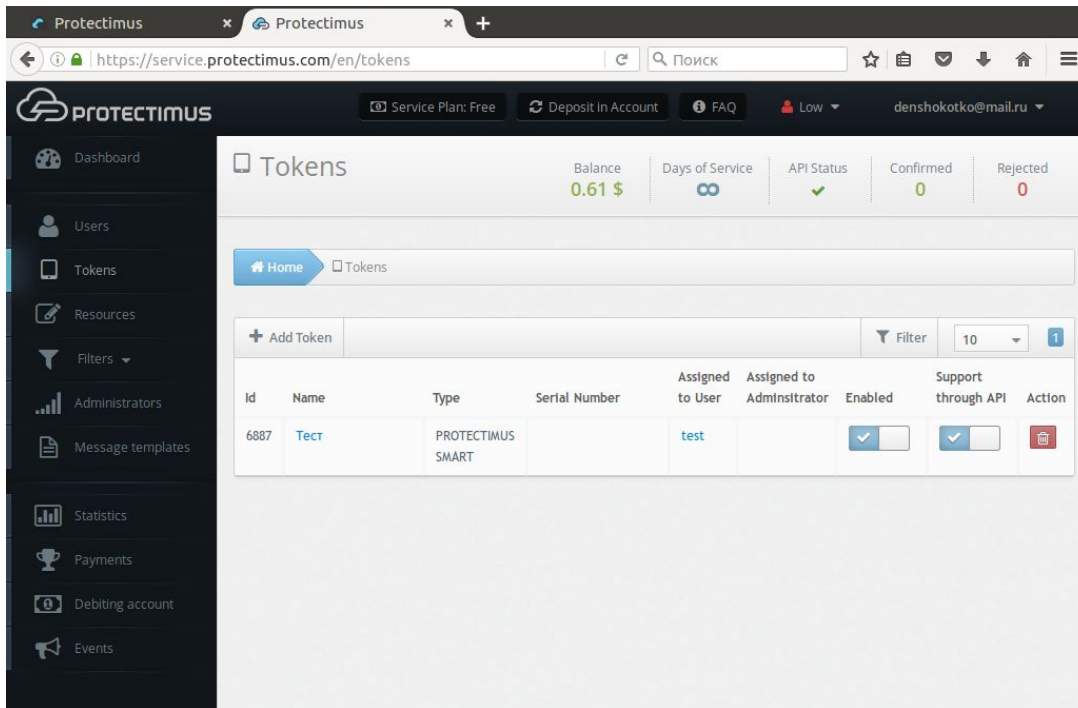 Protectimus
Protectimus
https://service.protectimus.com/en/tokens
Поиск
PROTECTIMUS
Service Plan: Free
Deposit in Account
FAQ
Low
denshokotko@mail.ru
Dashboard
Users
Tokens
Resources
Filters
Administrators
Message templates
Statistics
Payments
Debiting account
Events
Tokens
Balance
0.61 $
Days of Service
∞
API Status
Confirmed
0
Rejected
0
Home
Tokens
Add Token
Filter
10
1
Id
Name
Type
Serial Number
Assigned
to User
Assigned to
Adminsitrator
Enabled
Support
through API
Action
6887
Тест
PROTECTIMUS
SMART
test